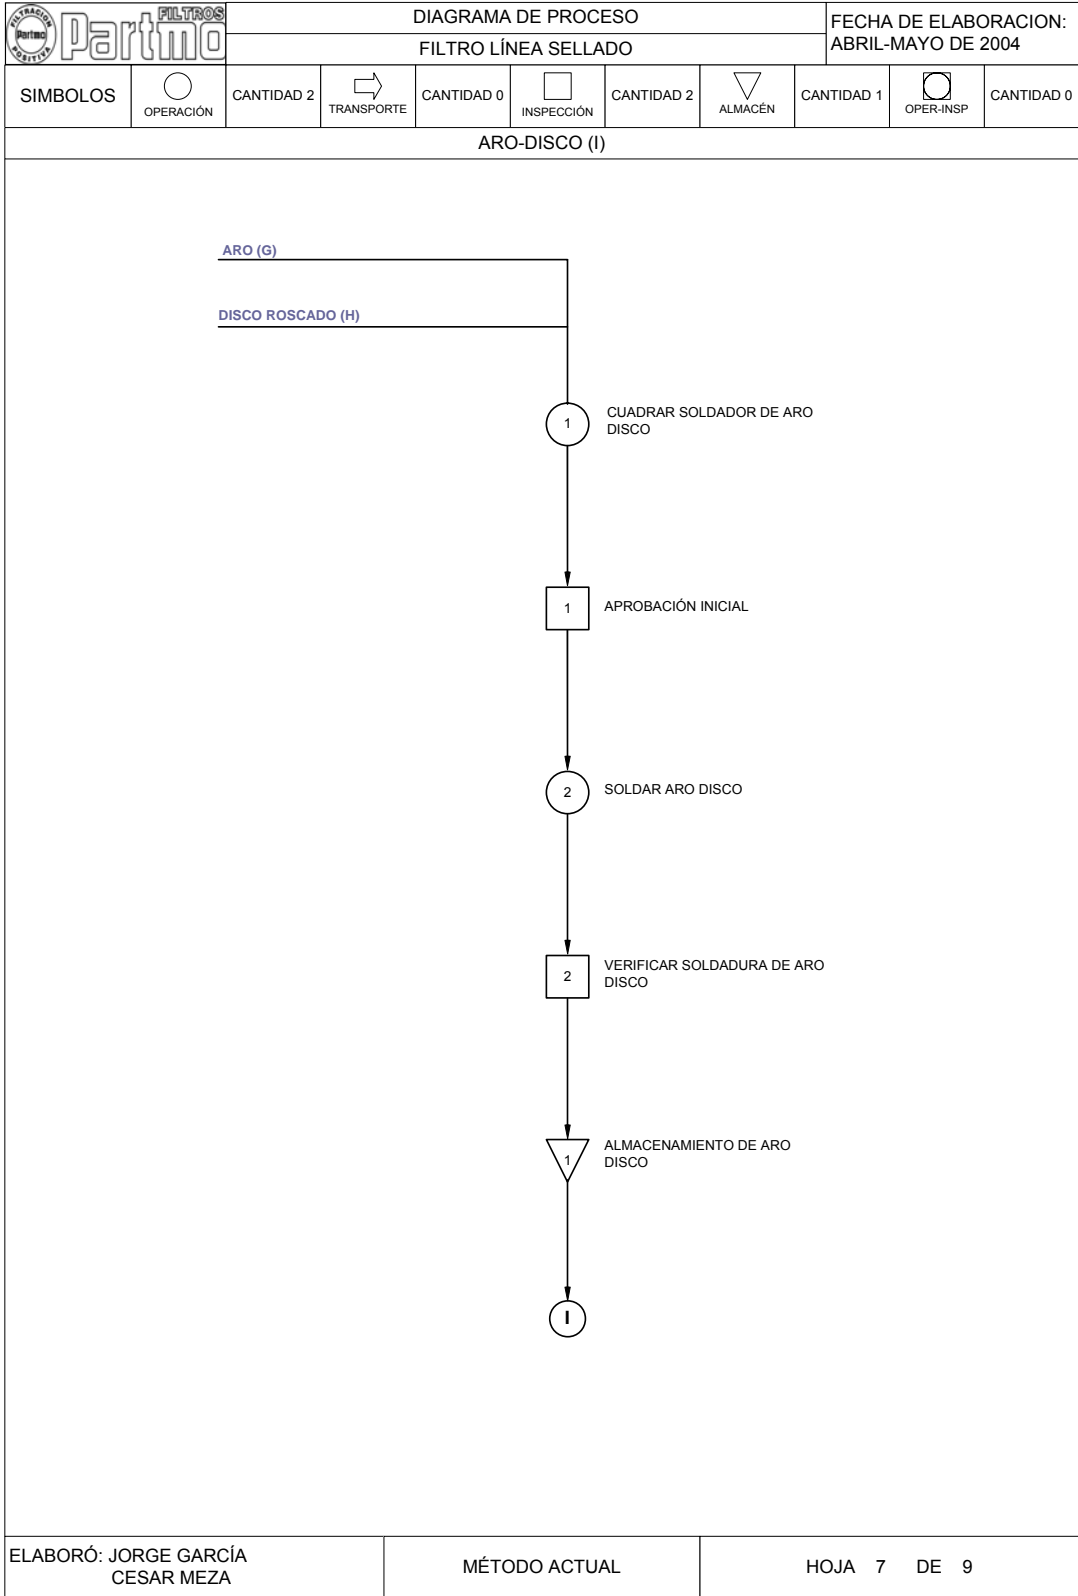 FILTRACION
Partmo
POSITIVA
FILTROS
Partmo
DIAGRAMA DE PROCESO
FILTRO LÍNEA SELLADO
FECHA DE ELABORACION:
ABRIL-MAYO DE 2004
SIMBOLOS
OPERACIÓN
CANTIDAD 2
TRANSPORTE
CANTIDAD 0
INSPECCIÓN
CANTIDAD 2
ALMACÉN
CANTIDAD 1
OPER-INSP
CANTIDAD 0
ARO-DISCO (I)
ARO (G)
DISCO ROSCADO (H)
1
CUADRAR SOLDADOR DE ARO
DISCO
1
APROBACIÓN INICIAL
2
SOLDAR ARO DISCO
2
VERIFICAR SOLDADURA DE ARO
DISCO
1
ALMACENAMIENTO DE ARO
DISCO
I
ELABORÓ: JORGE GARCÍA
CESAR MEZA
MÉTODO ACTUAL
HOJA 7 DE 9